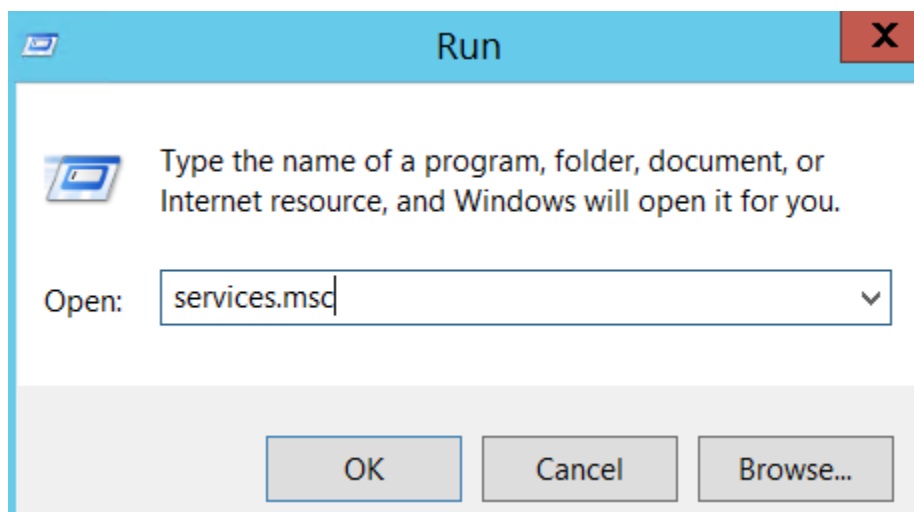 Run
X
Type the name of a program, folder, document, or
Internet resource, and Windows will open it for you.
Open: services.msc
OK Cancel Browse...